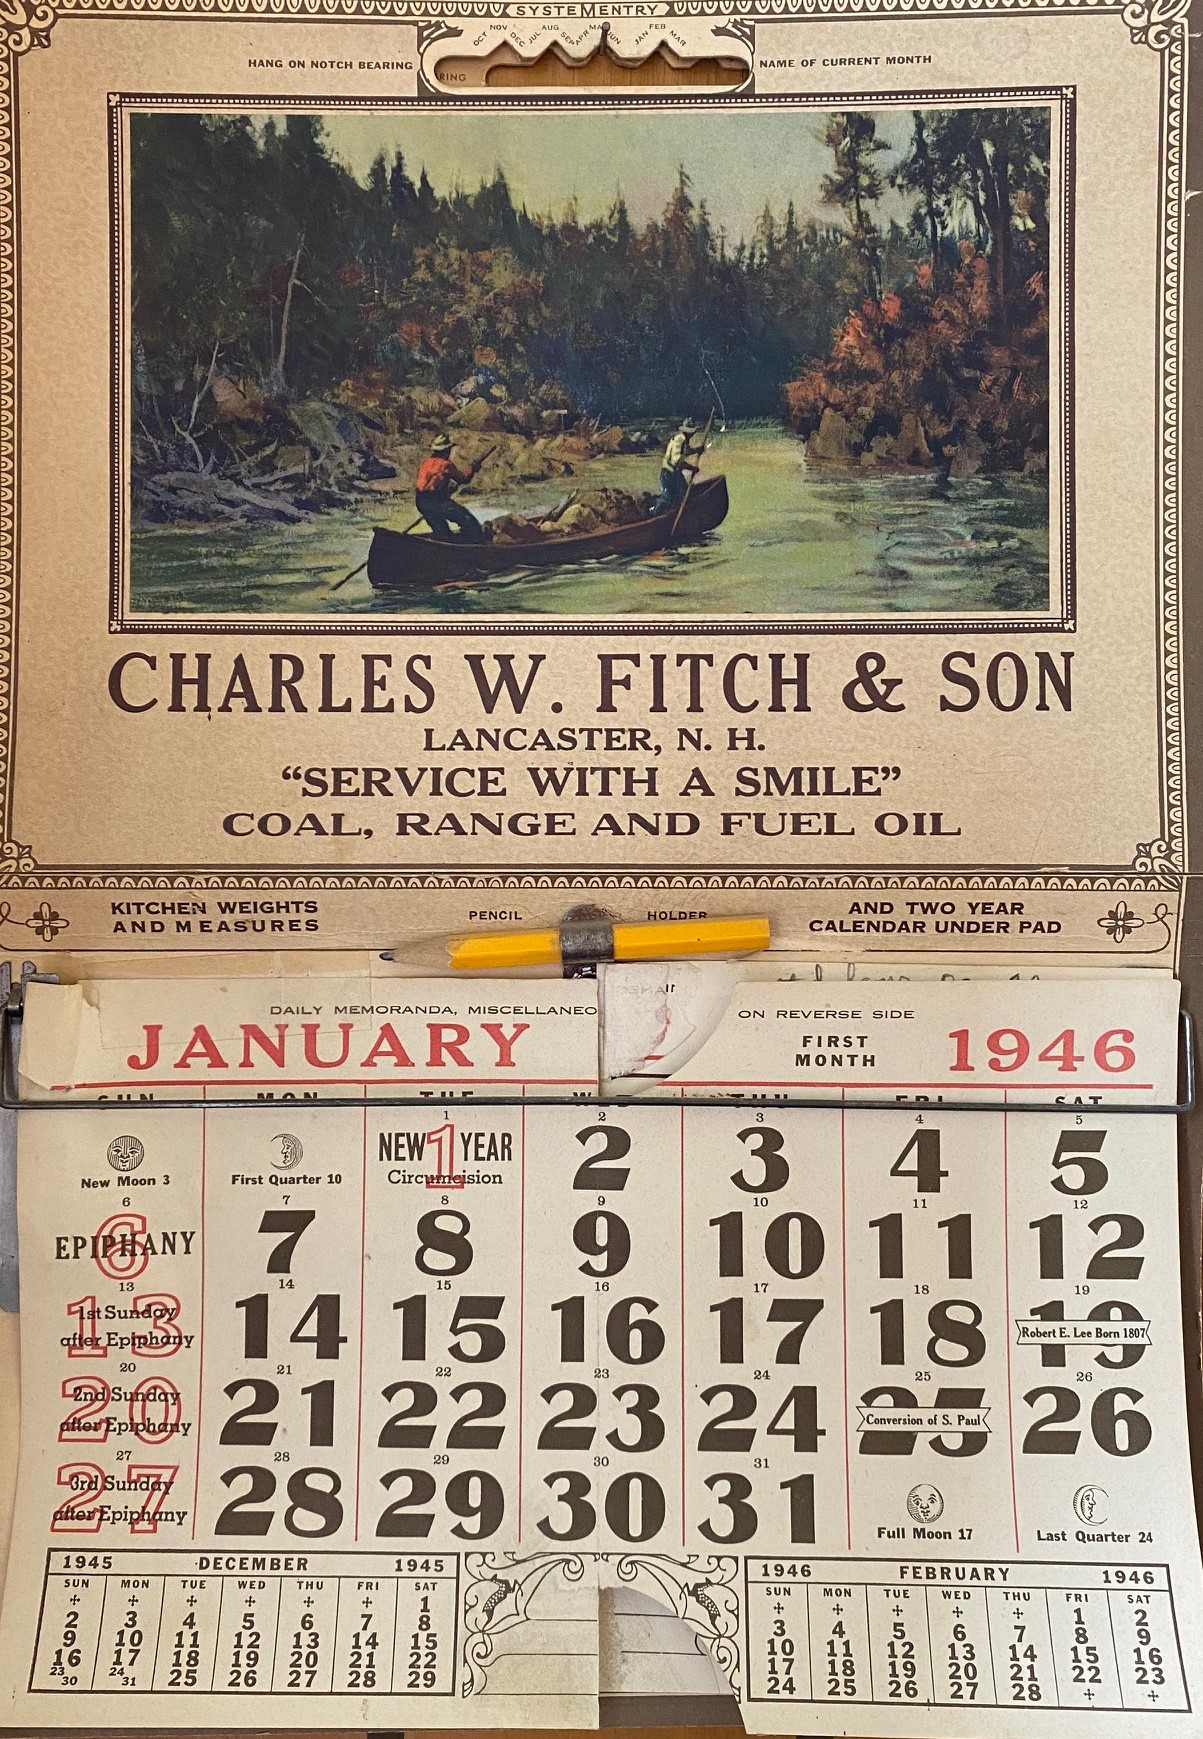 SYSTEMENTRY
OCT NOV DEC JUL AUG SEP APR MA JUN JAN FEB MAR
HANG ON NOTCH BEARING NAME OF CURRENT MONTH
RING
CHARLES W. FITCH & SON
LANCASTER, N. H.
“SERVICE WITH A SMILE”
COAL, RANGE AND FUEL OIL
KITCHEN WEIGHTS AND MEASURES
PENCIL HOLDER
AND TWO YEAR CALENDAR UNDER PAD
DAILY MEMORANDA, MISCELLANEO ON REVERSE SIDE
JANUARY FIRST MONTH 1946
SUN MON TUE WED THU FRI SAT
1 2 3 4 5
New Moon 3 First Quarter 10 NEW 1 YEAR Circumcision 2 3 4 5
6 7 8 9 10 11 12
6 EPIPHANY 7 8 9 10 11 12
13 14 15 16 17 18 19
13 1st Sunday after Epiphany 14 15 16 17 18 19 Robert E. Lee Born 1807
20 21 22 23 24 25 26
20 2nd Sunday after Epiphany 21 22 23 24 25 Conversion of S. Paul 26
27 28 29 30 31
27 3rd Sunday after Epiphany 28 29 30 31 Full Moon 17 Last Quarter 24
1945 DECEMBER 1945
SUN MON TUE WED THU FRI SAT
+ + + + + + 1
2 3 4 5 6 7 8
9 10 11 12 13 14 15
16 17 18 19 20 21 22
23 30 24 31 25 26 27 28 29
1946 FEBRUARY 1946
SUN MON TUE WED THU FRI SAT
+ + + + + 1 2
3 4 5 6 7 8 9
10 11 12 13 14 15 16
17 18 19 20 21 22 23
24 25 26 27 28 + +